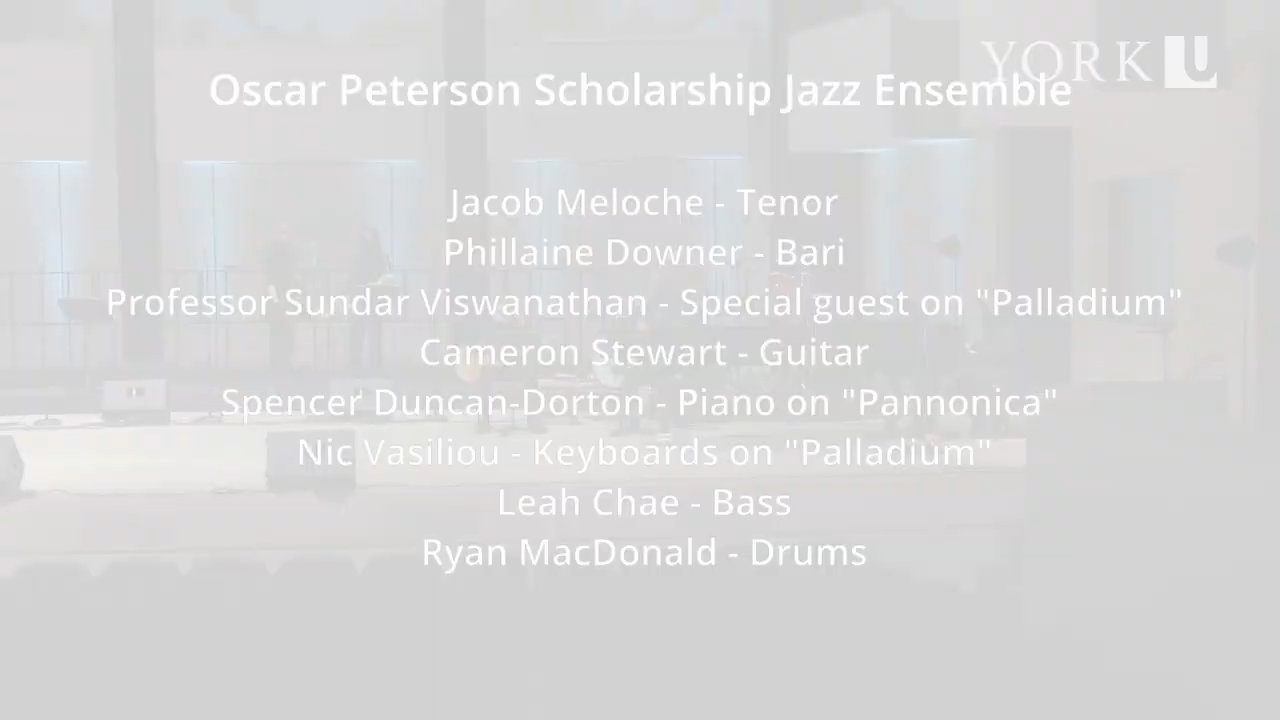 YORK U
Oscar Peterson Scholarship Jazz Ensemble
Jacob Meloche - Tenor
Phillaine Downer - Bari
Professor Sundar Viswanathan - Special guest on "Palladium"
Cameron Stewart - Guitar
Spencer Duncan-Dorton - Piano on "Pannonica"
Nic Vasiliou - Keyboards on "Palladium"
Leah Chae - Bass
Ryan MacDonald - Drums